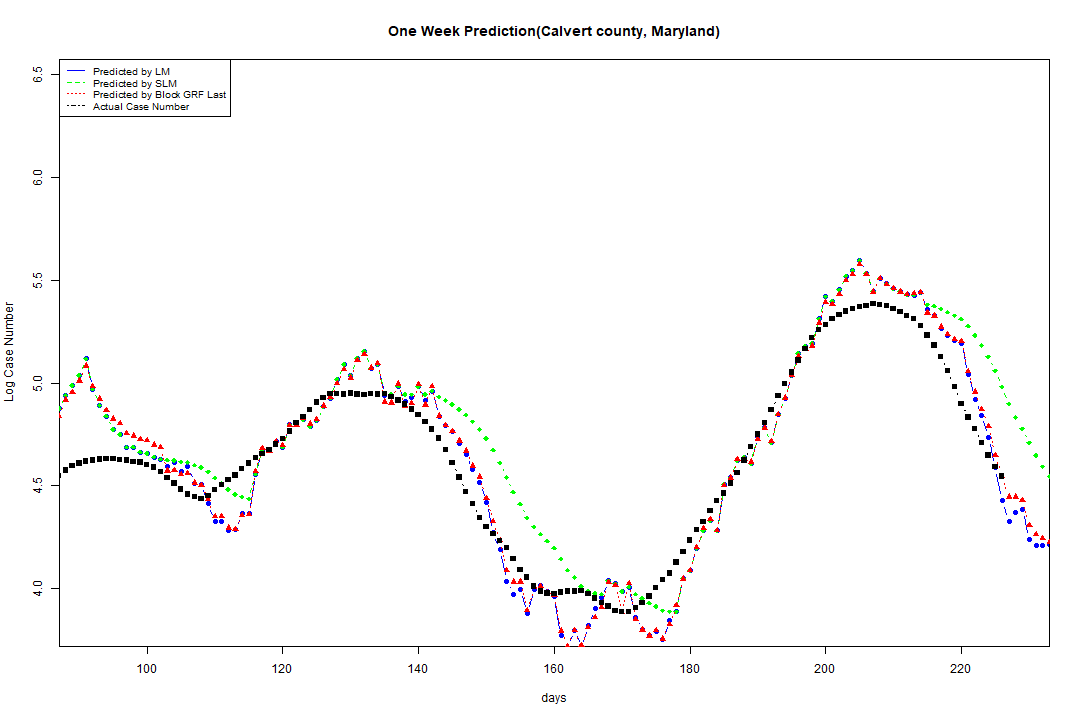 One Week Prediction(Calvert county, Maryland)
Predicted by LM
Predicted by SLM
Predicted by Block GRF Last
Actual Case Number
Log Case Number
6.5
6.0
5.5
5.0
4.5
4.0
100 120 140 160 180 200 220
days